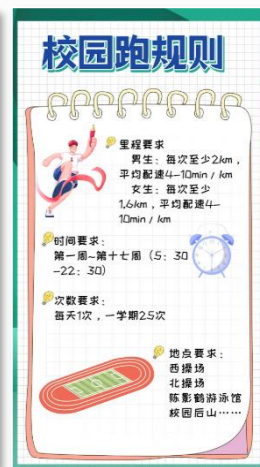 校园跑规则
里程要求
男生：每次至少2km，
平均配速4-10min / km
女生：每次至少
1,6km，平均配速4-
10min / km
时间要求：
第一周~第十七周（5：30
-22：30）
次数要求：
每天1次，一学期25次
地点要求：
西操场
北操场
陈影鹤游泳馆
校园后山……